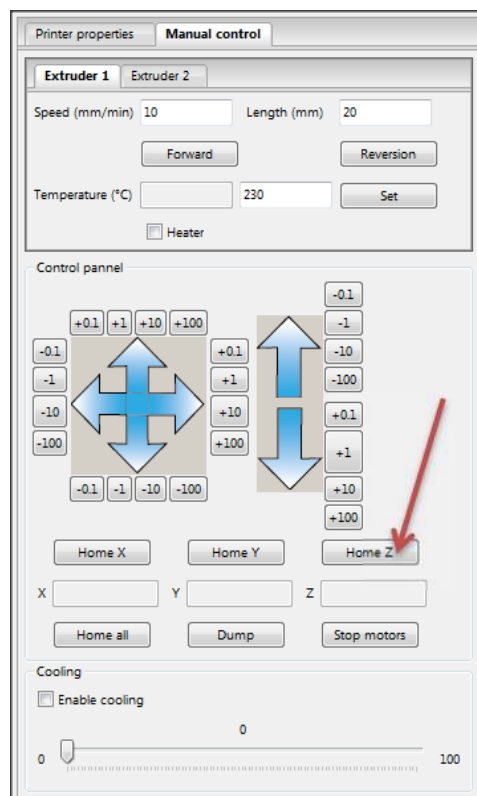 Printer properties Manual control
Extruder 1 Extruder 2
Speed (mm/min) 10 Length (mm) 20
Forward Reversion
Temperature (°C) 230 Set
Heater
Control pannel
-0.1
+0.1 +1 +10 +100 -1
-0.1 +0.1 -10
-1 +1 -100
-10 +10 +0.1
-100 +100 +1
-0.1 -1 -10 -100 +10
+100
Home X Home Y Home Z
X Y Z
Home all Dump Stop motors
Cooling
Enable cooling
0
0 100